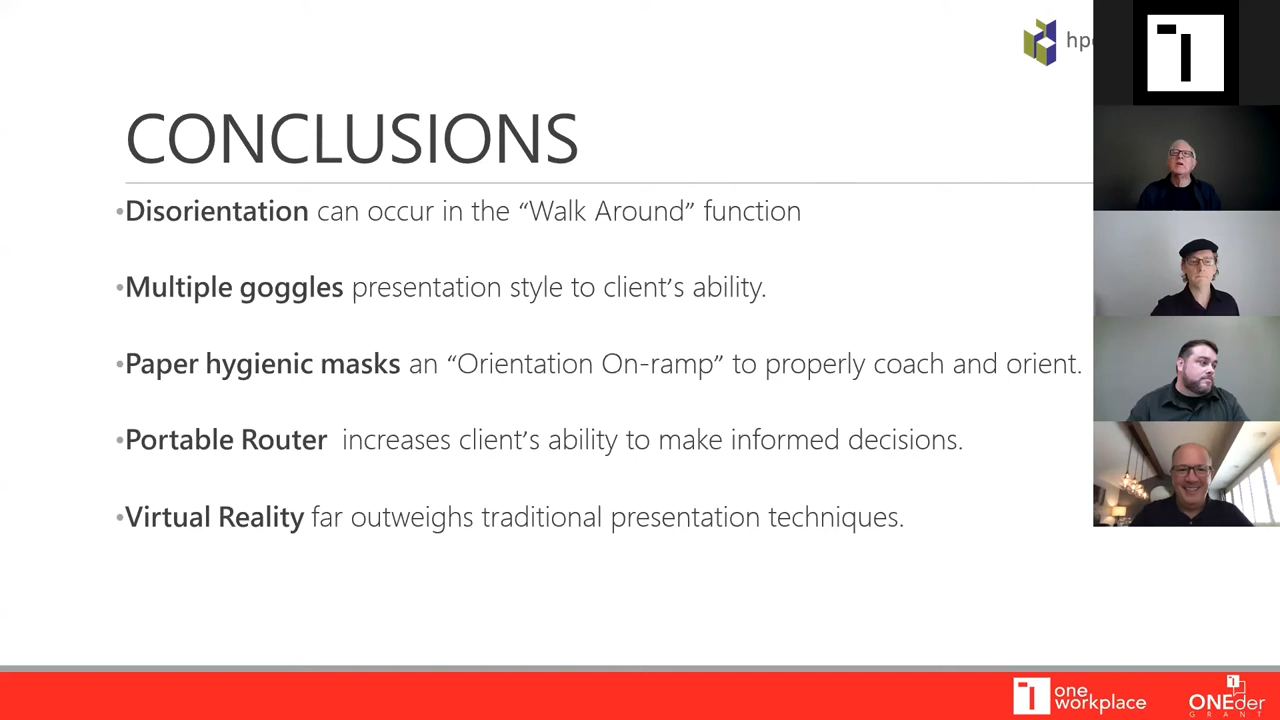 CONCLUSIONS
•Disorientation can occur in the “Walk Around” function
•Multiple goggles presentation style to client’s ability.
•Paper hygienic masks an “Orientation On-ramp” to properly coach and orient.
•Portable Router increases client’s ability to make informed decisions.
•Virtual Reality far outweighs traditional presentation techniques.
one
workplace
ONEder
GRANT